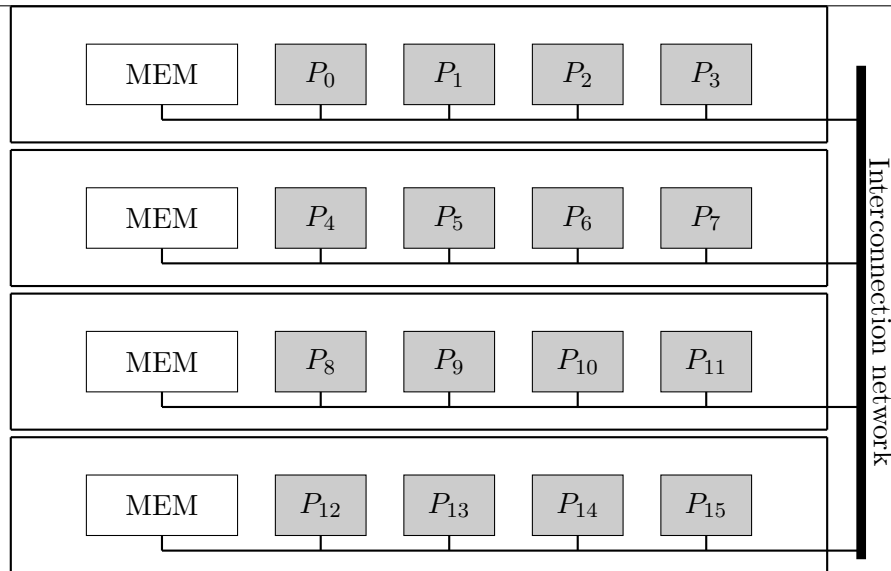 MEM P₀ P₁ P₂ P₃
MEM P₄ P₅ P₆ P₇
MEM P₈ P₉ P₁₀ P₁₁
MEM P₁₂ P₁₃ P₁₄ P₁₅
Interconnection network